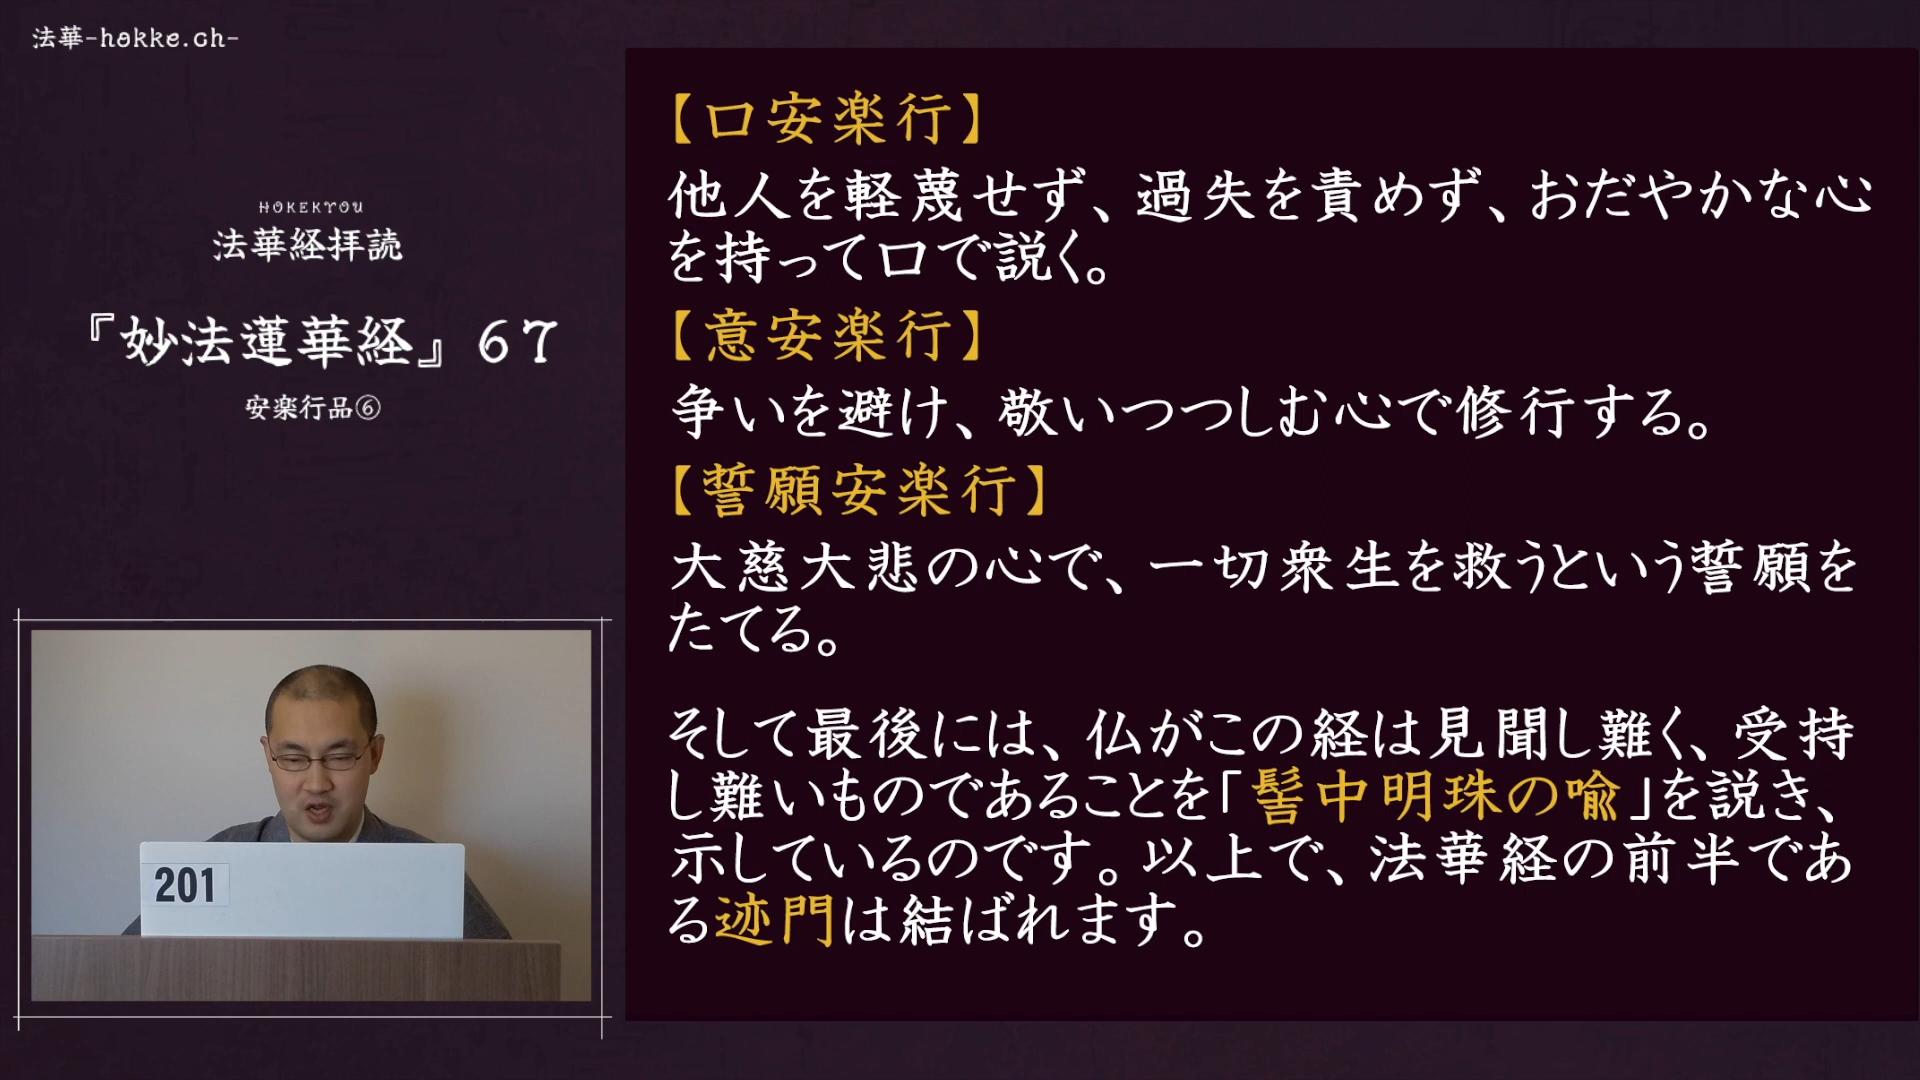 法華-hokke.ch-
HOKEKYOU
法華経拝読
『妙法蓮華経』67
安楽行品⑥
201
【口安楽行】
他人を軽蔑せず、過失を責めず、おだやかな心
を持って口で説く。
【意安楽行】
争いを避け、敬いつつしむ心で修行する。
【誓願安楽行】
大慈大悲の心で、一切衆生を救うという誓願を
たてる。
そして最後には、仏がこの経は見聞し難く、受持
し難いものであることを「髻中明珠の喩」を説き、
示しているのです。以上で、法華経の前半であ
る迹門は結ばれます。